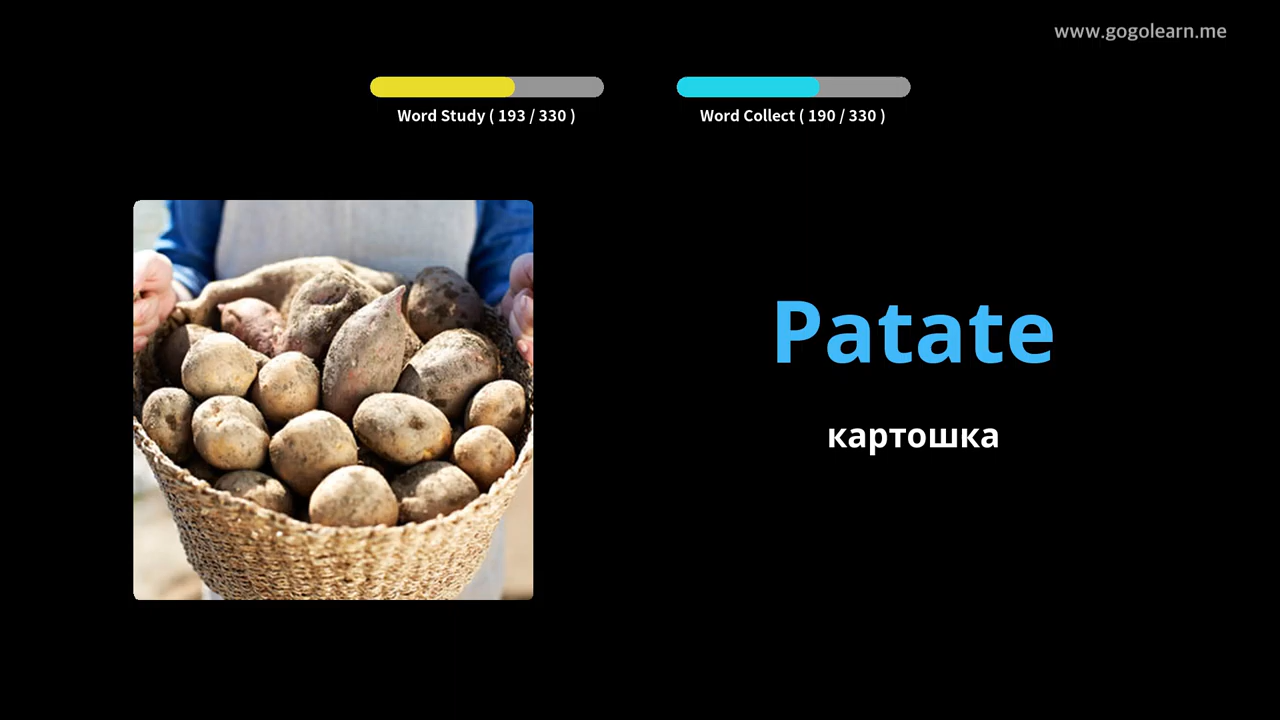 www.gogolearn.me
Word Study ( 193 / 330 )
Word Collect ( 190 / 330 )
Patate
картошка